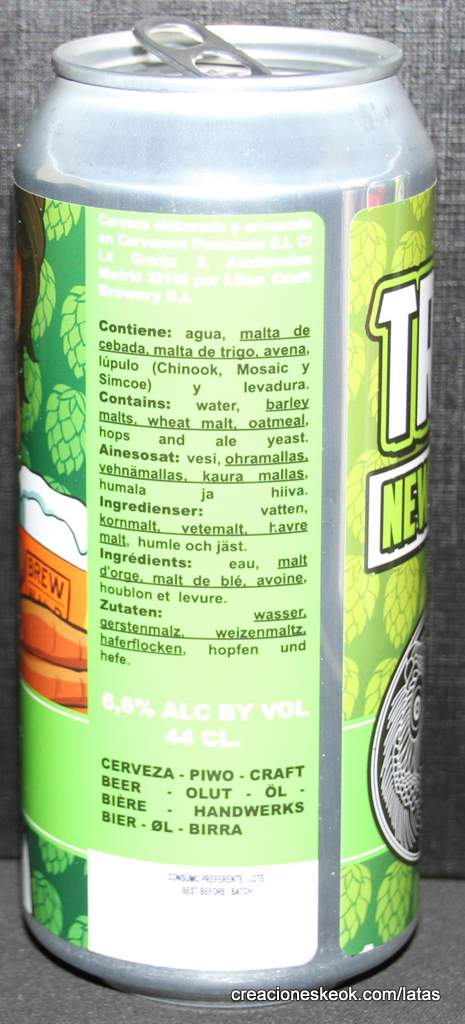 Cerveza elaborada y envasada
en Cervecera Peninsula S.L C/
La Granja 5, Alcobendas
Madrid 28108 por Lilleo Craft
Brewery S.L
Contiene: agua, malta de
cebada, malta de trigo, avena,
lúpulo (Chinook, Mosaic y
Simcoe) y levadura.
Contains: water, barley
malts, wheat malt, oatmeal,
hops and ale yeast.
Ainesosat: vesi, ohramallas,
vehnämallas, kaura mallas,
humala ja hiiva.
Ingredienser: vatten,
kornmalt, vetemalt, havre
malt, humle och jäst.
Ingrédients: eau, malt
d'orge, malt de blé, avoine,
houblon et levure.
Zutaten: wasser,
gerstenmalz, weizenmaltz,
haferflocken, hopfen und
hefe.
6,6% ALC BY VOL
44 CL.
CERVEZA - PIWO - CRAFT
BEER - OLUT - ÖL -
BIÈRE - HANDWERKS
BIER - ØL - BIRRA
CONSUMO PREFERENTE LOTE
BEST BEFORE BATCH
BREW
TR
NEW
creacioneskeok.com/latas